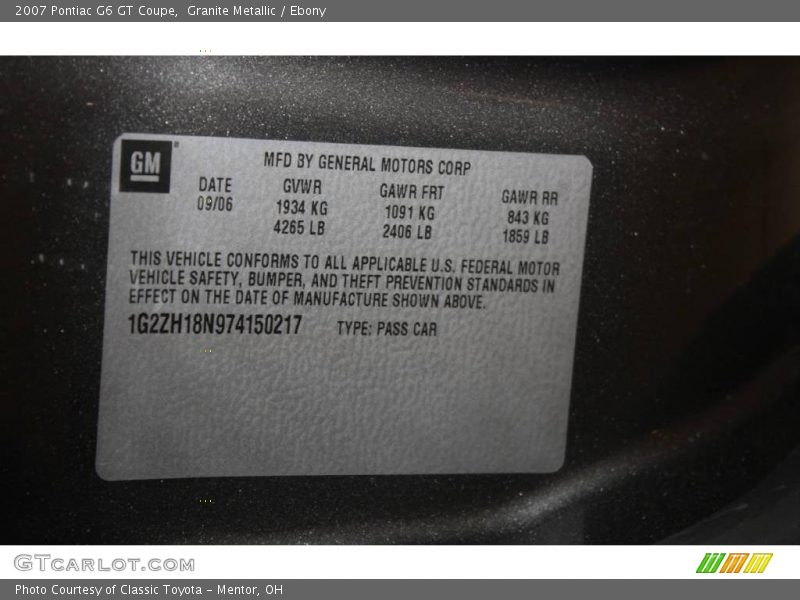 2007 Pontiac G6 GT Coupe,  Granite Metallic / Ebony
GM
MFD BY GENERAL MOTORS CORP
DATE GVWR GAWR FRT GAWR RR
09/06 1934 KG 1091 KG 843 KG
4265 LB 2406 LB 1859 LB
THIS VEHICLE CONFORMS TO ALL APPLICABLE U.S. FEDERAL MOTOR
VEHICLE SAFETY, BUMPER, AND THEFT PREVENTION STANDARDS IN
EFFECT ON THE DATE OF MANUFACTURE SHOWN ABOVE.
1G2ZH18N974150217 TYPE: PASS CAR
GTCARLOT.COM
Photo Courtesy of Classic Toyota - Mentor, OH